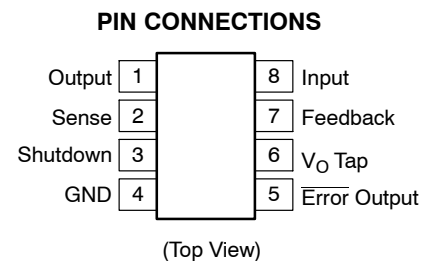 PIN CONNECTIONS
Output 1 8 Input
Sense 2 7 Feedback
Shutdown 3 6 VO Tap
GND 4 5 Error Output
(Top View)